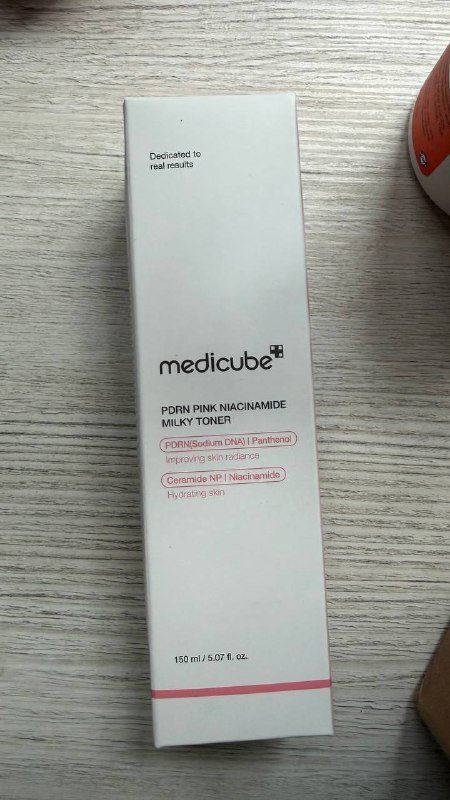 Dedicated to
real results
medicube
PDRN PINK NIACINAMIDE
MILKY TONER
PDRN(Sodium DNA) | Panthenol
Improving skin radiance
Ceramide NP | Niacinamide
Hydrating skin
150 ml / 5.07 fl. oz.